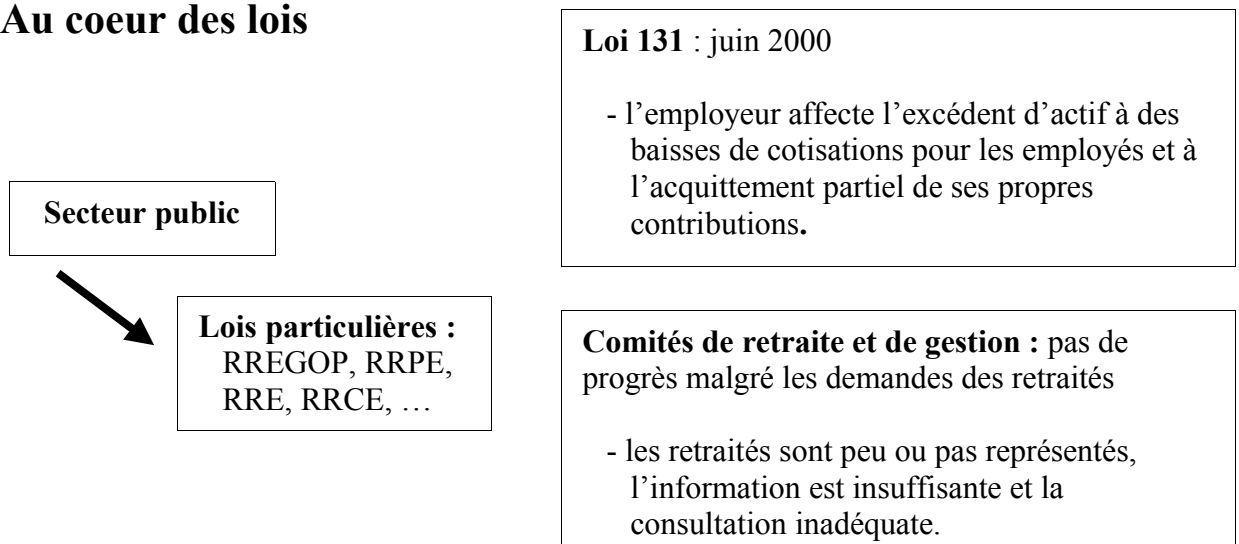 Au coeur des lois
Secteur public
Lois particulières :
RREGOP, RRPE,
RRE, RRCE, …
Loi 131 : juin 2000
- l’employeur affecte l’excédent d’actif à des
baisses de cotisations pour les employés et à
l’acquittement partiel de ses propres
contributions.
Comités de retraite et de gestion : pas de
progrès malgré les demandes des retraités
- les retraités sont peu ou pas représentés,
l’information est insuffisante et la
consultation inadéquate.